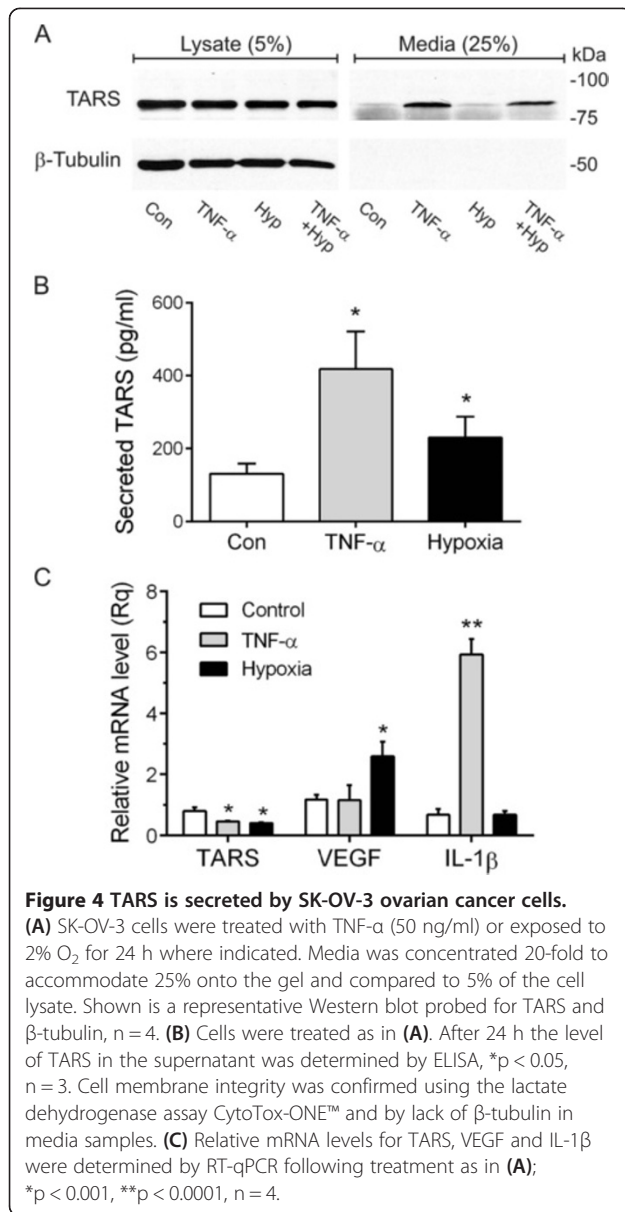 A
Lysate (5%)
Media (25%)
kDa
TARS
-100
-75
β-Tubulin
-50
Con
TNF-α
Hyp
TNF-α
+Hyp
Con
TNF-α
Hyp
TNF-α
+Hyp
B
Secreted TARS (pg/ml)
600
400
200
0
*
*
Con
TNF-α
Hypoxia
C
Relative mRNA level (Rq)
8
6
4
2
0
Control
TNF-α
Hypoxia
*
*
*
**
TARS
VEGF
IL-1β
Figure 4 TARS is secreted by SK-OV-3 ovarian cancer cells.
(A) SK-OV-3 cells were treated with TNF-α (50 ng/ml) or exposed to
2% O₂ for 24 h where indicated. Media was concentrated 20-fold to
accommodate 25% onto the gel and compared to 5% of the cell
lysate. Shown is a representative Western blot probed for TARS and
β-tubulin, n = 4. (B) Cells were treated as in (A). After 24 h the level
of TARS in the supernatant was determined by ELISA, *p < 0.05,
n = 3. Cell membrane integrity was confirmed using the lactate
dehydrogenase assay CytoTox-ONE™ and by lack of β-tubulin in
media samples. (C) Relative mRNA levels for TARS, VEGF and IL-1β
were determined by RT-qPCR following treatment as in (A);
*p < 0.001, **p < 0.0001, n = 4.